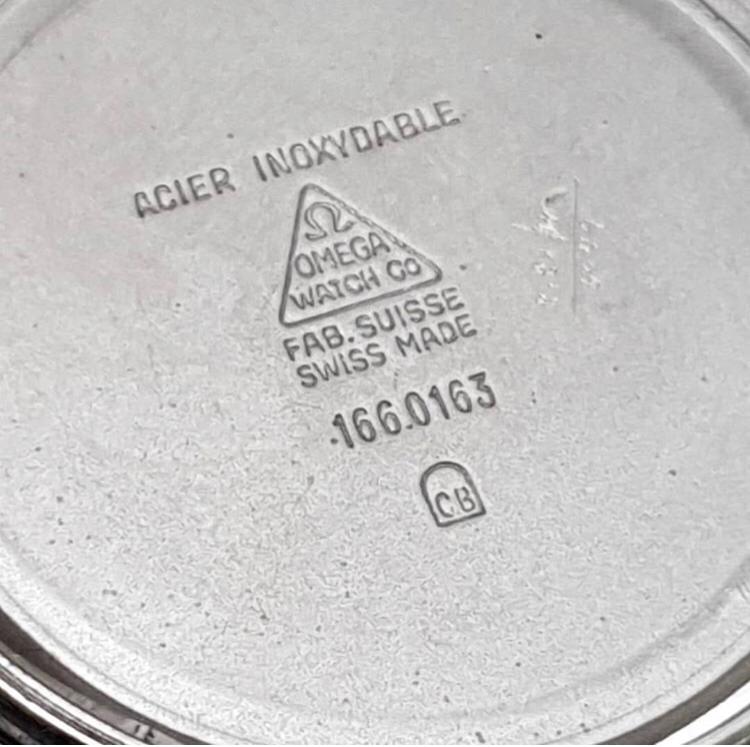 ACIER INOXYDABLE
Ω
OMEGA
WATCH CO
FAB. SUISSE
SWISS MADE
166.0163
CB